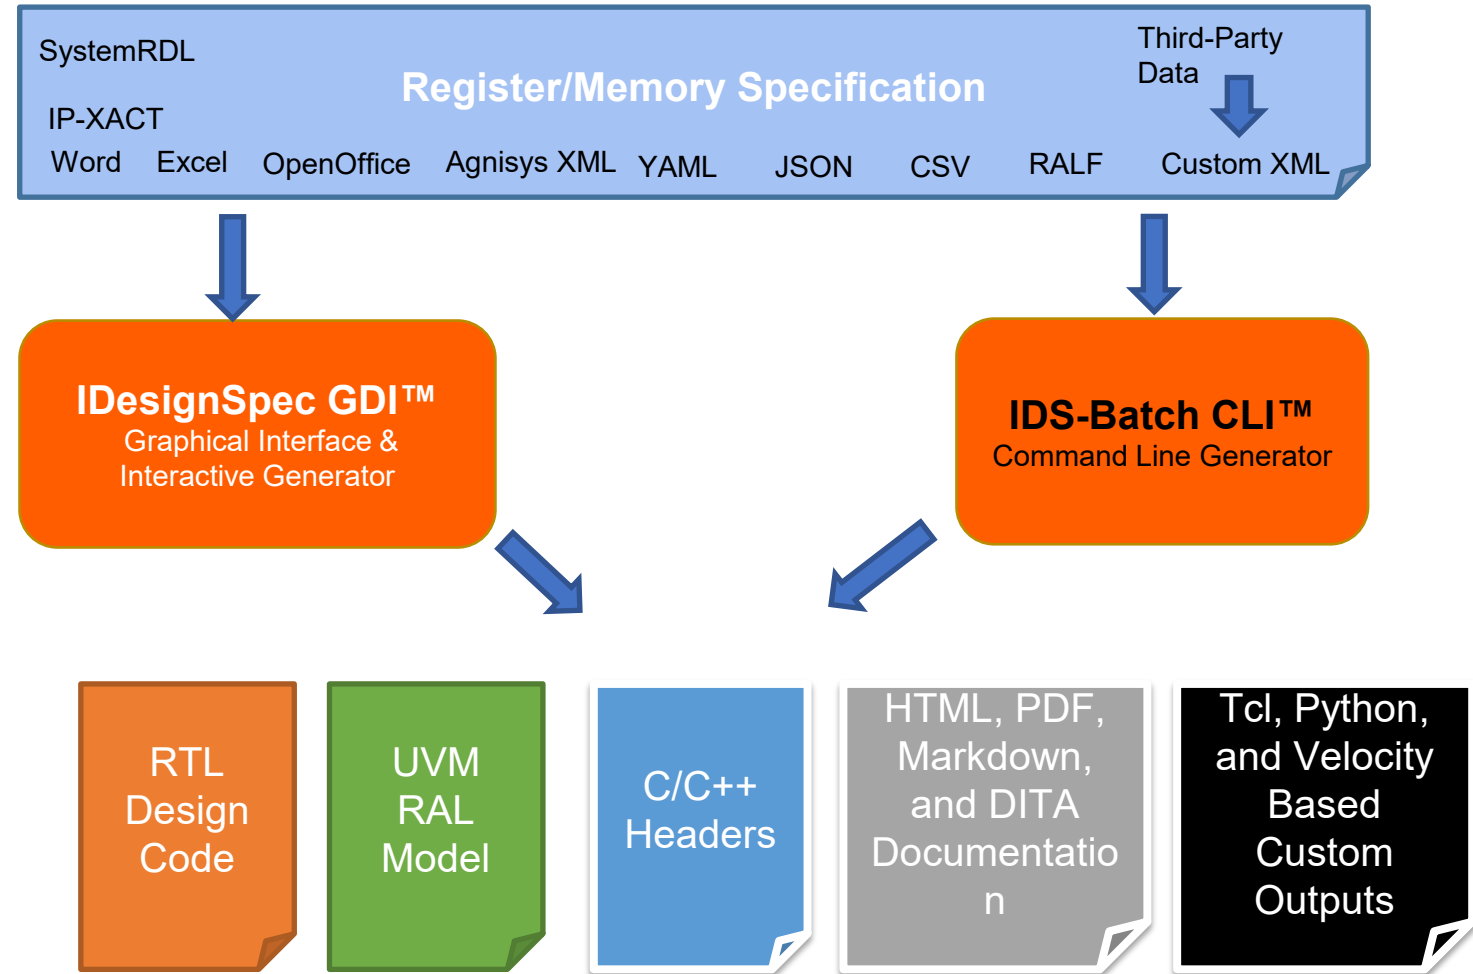 SystemRDL
Third-Party
Data
Register/Memory Specification
IP-XACT
Word Excel OpenOffice Agnisys XML YAML JSON CSV RALF Custom XML
IDesignSpec GDI™
Graphical Interface &
Interactive Generator
IDS-Batch CLI™
Command Line Generator
RTL
Design
Code
UVM
RAL
Model
C/C++
Headers
HTML, PDF,
Markdown,
and DITA
Documentatio
n
Tcl, Python,
and Velocity
Based
Custom
Outputs